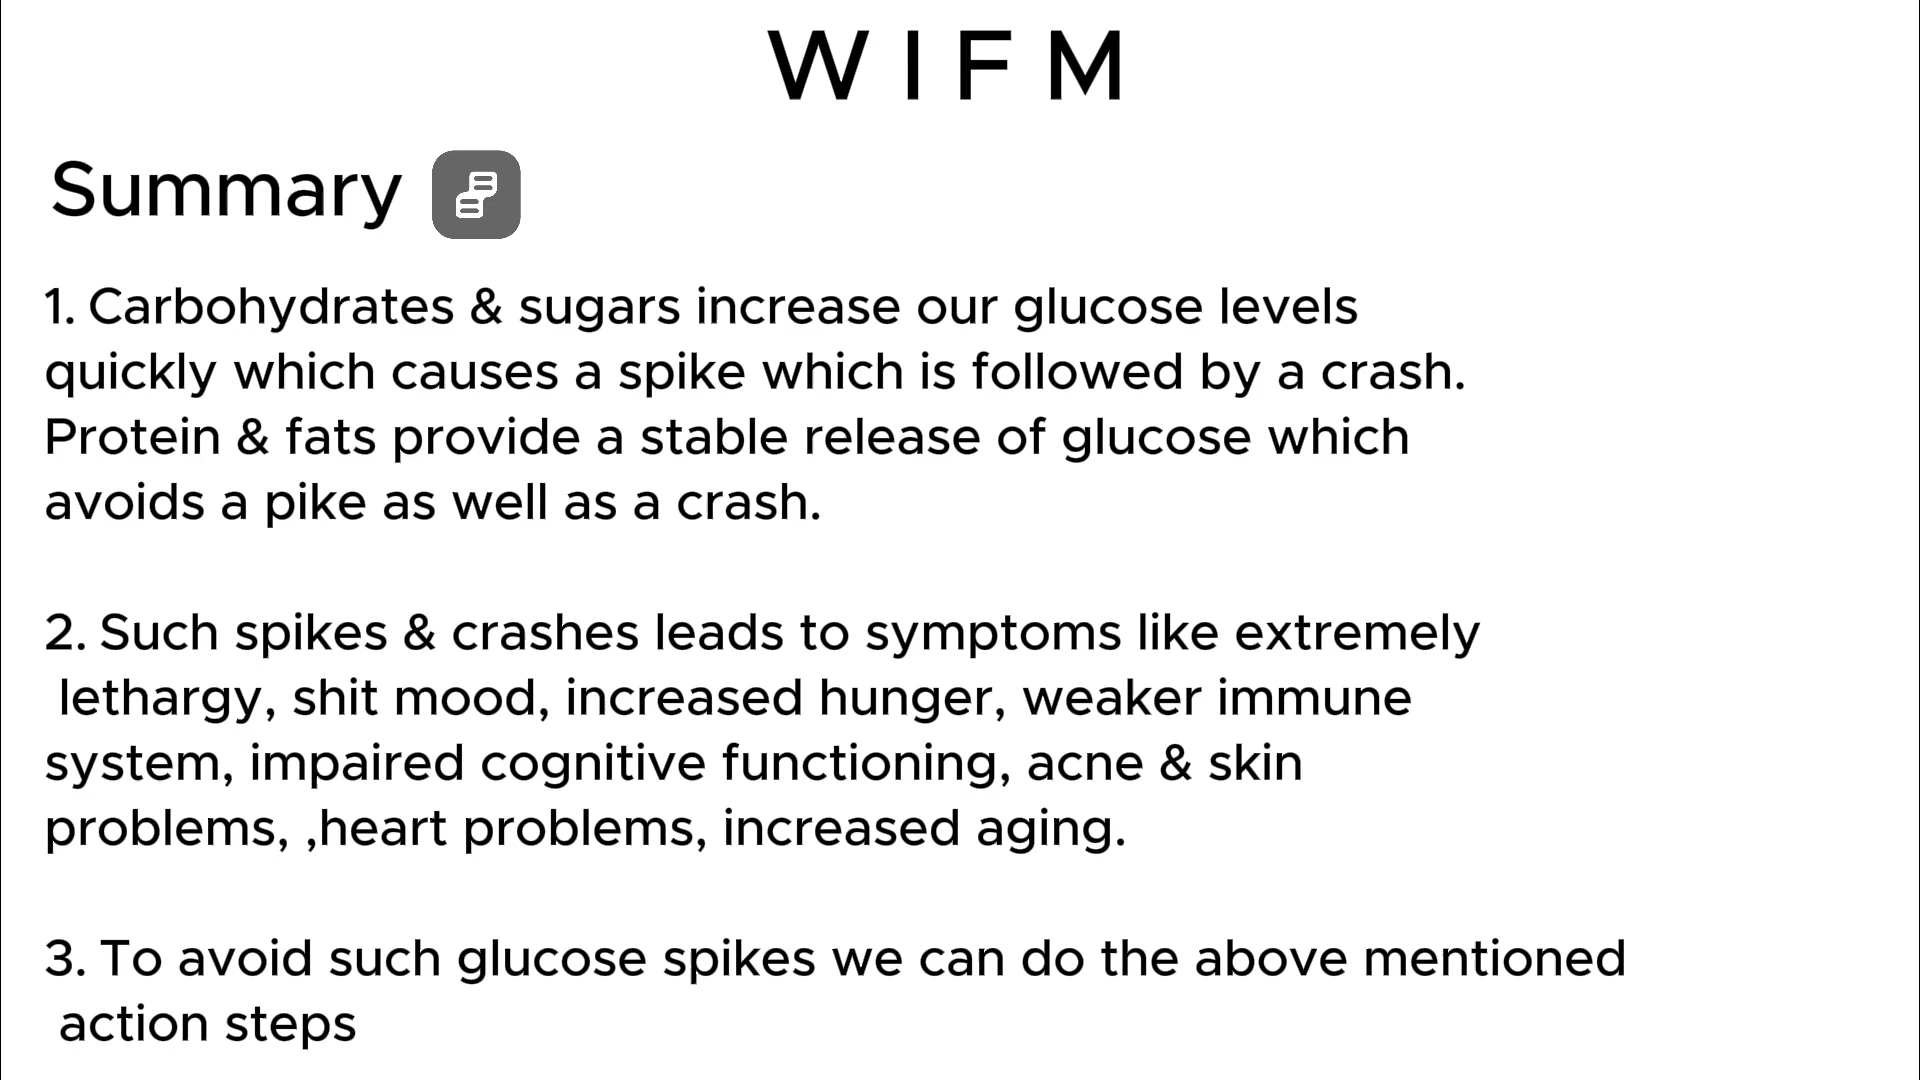 W I F M
Summary
1. Carbohydrates & sugars increase our glucose levels
quickly which causes a spike which is followed by a crash.
Protein & fats provide a stable release of glucose which
avoids a pike as well as a crash.
2. Such spikes & crashes leads to symptoms like extremely
lethargy, shit mood, increased hunger, weaker immune
system, impaired cognitive functioning, acne & skin
problems, ,heart problems, increased aging.
3. To avoid such glucose spikes we can do the above mentioned
action steps